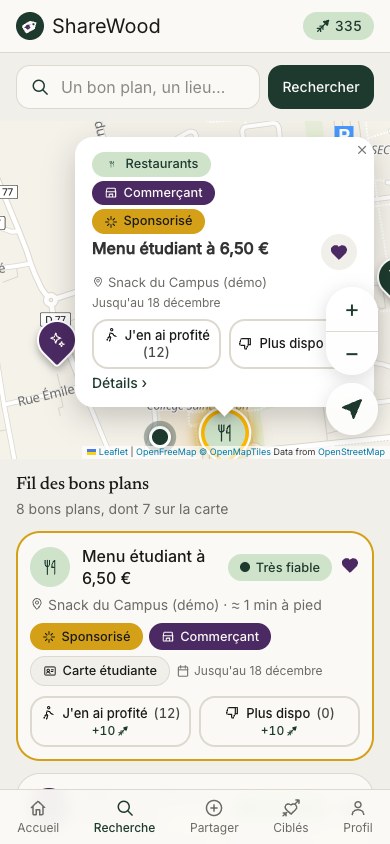 ShareWood
335
Un bon plan, un lieu...
Rechercher
du
P
SEC
77
D 77
Rue Émile
Restaurants
Commerçant
Sponsorisé
Menu étudiant à 6,50 €
Snack du Campus (démo)
Jusqu'au 18 décembre
J'en ai profité
(12)
Plus dispo
Détails ›
+
−
Leaflet | OpenFreeMap © OpenMapTiles Data from OpenStreetMap
Fil des bons plans
8 bons plans, dont 7 sur la carte
Menu étudiant à
6,50 €
Très fiable
Snack du Campus (démo) · ≈ 1 min à pied
Sponsorisé
Commerçant
Carte étudiante
Jusqu'au 18 décembre
J'en ai profité (12)
+10
Plus dispo (0)
+10
Accueil
Recherche
Partager
Ciblés
Profil